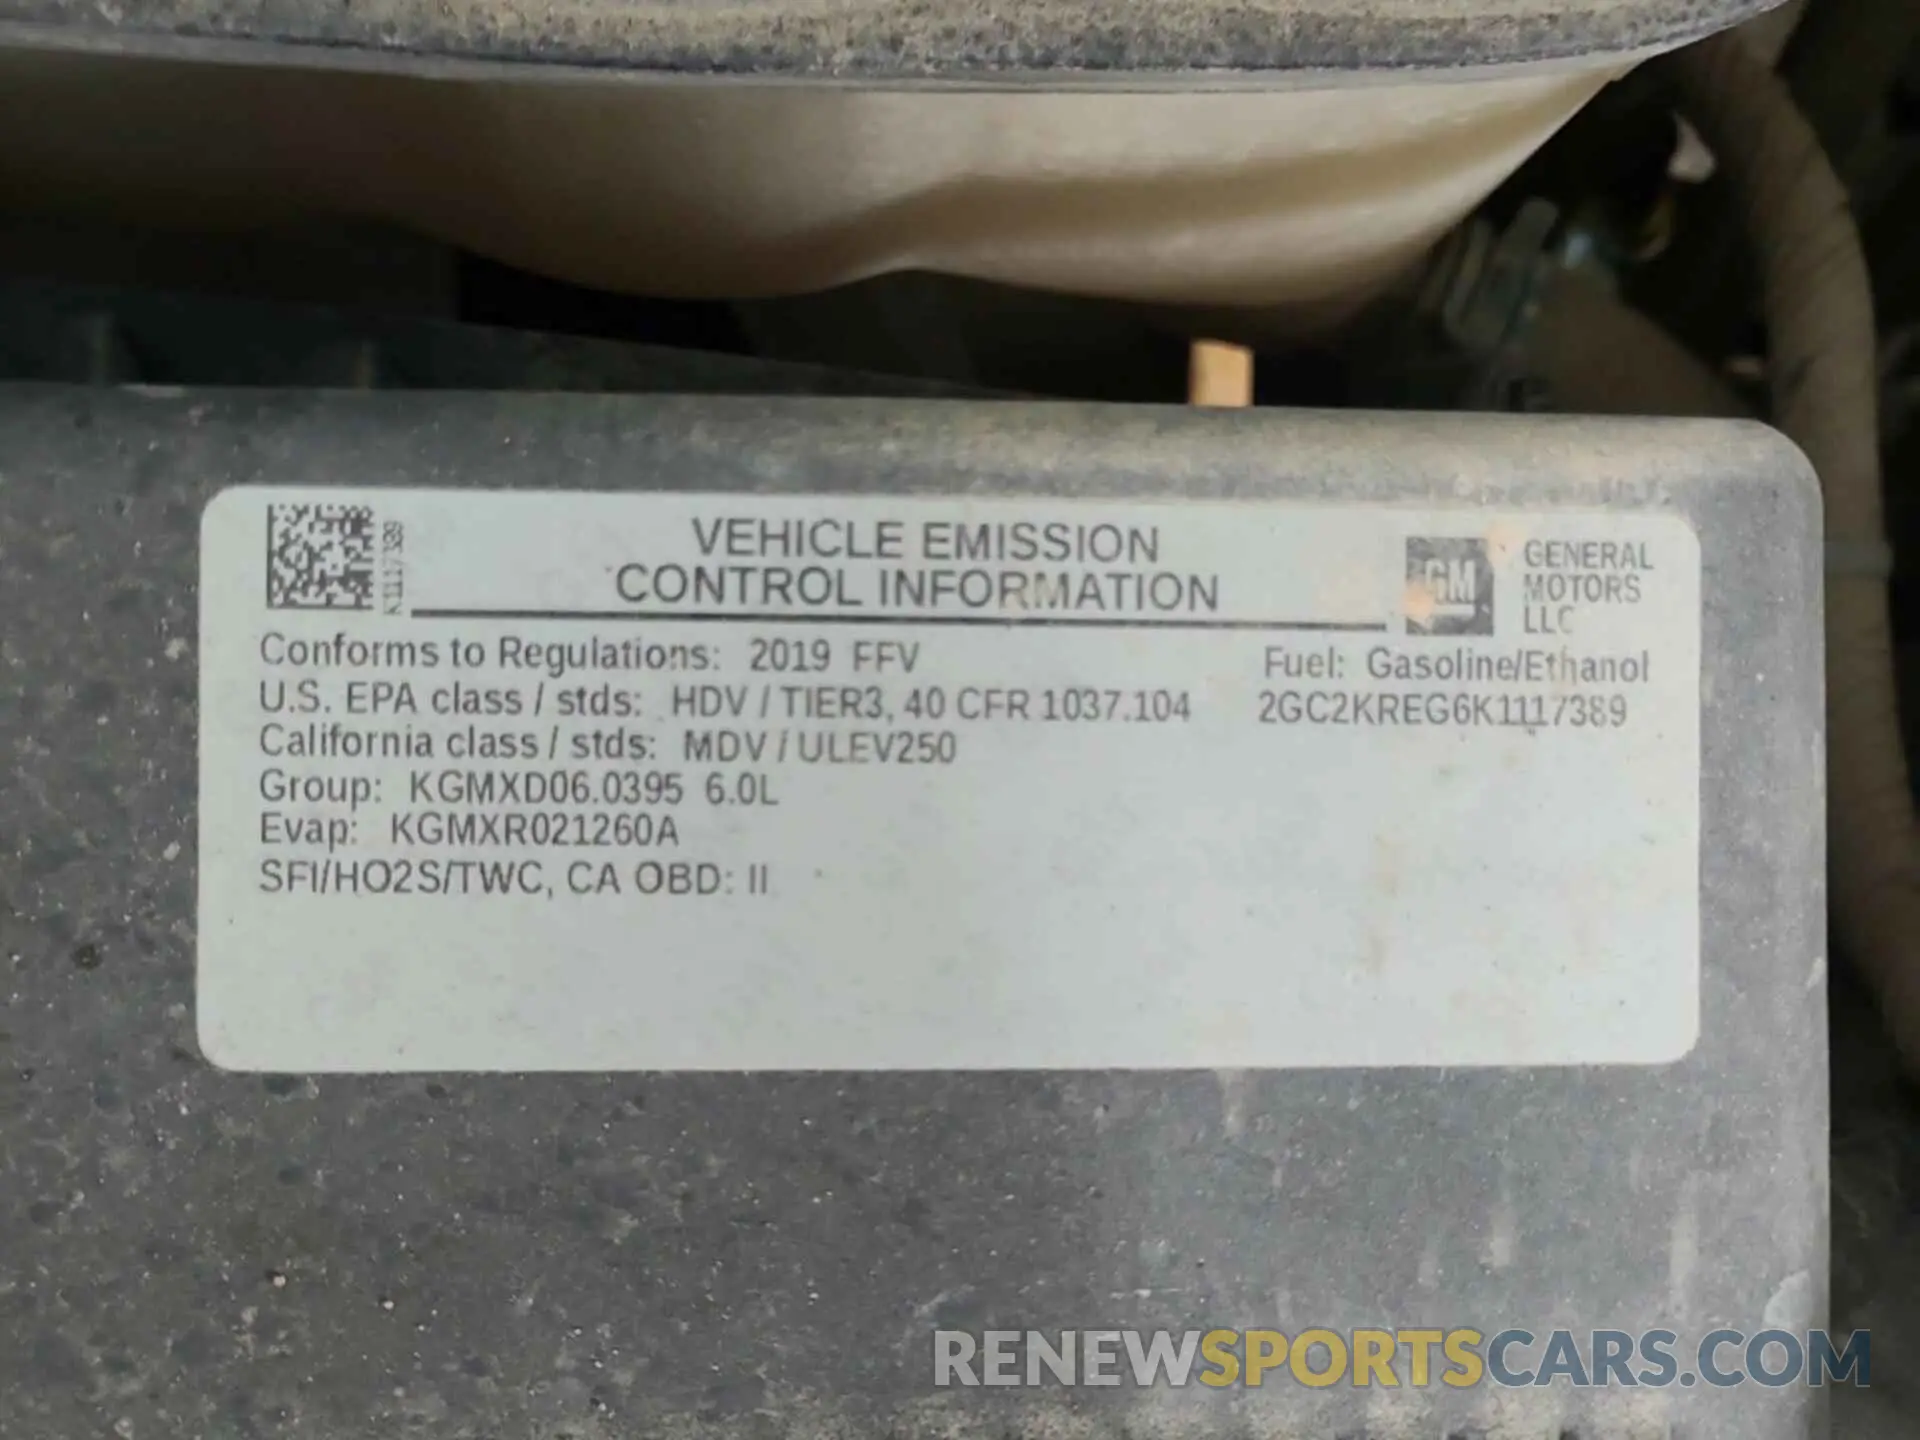 K1117389
VEHICLE EMISSION
CONTROL INFORMATION
GM
GENERAL
MOTORS
LLC
Conforms to Regulations: 2019 FFV
Fuel: Gasoline/Ethanol
U.S. EPA class / stds: HDV / TIER3, 40 CFR 1037.104
2GC2KREG6K1117389
California class / stds: MDV / ULEV250
Group: KGMXD06.0395 6.0L
Evap: KGMXR021260A
SFI/HO2S/TWC, CA OBD: II
RENEWSPORTSCARS.COM